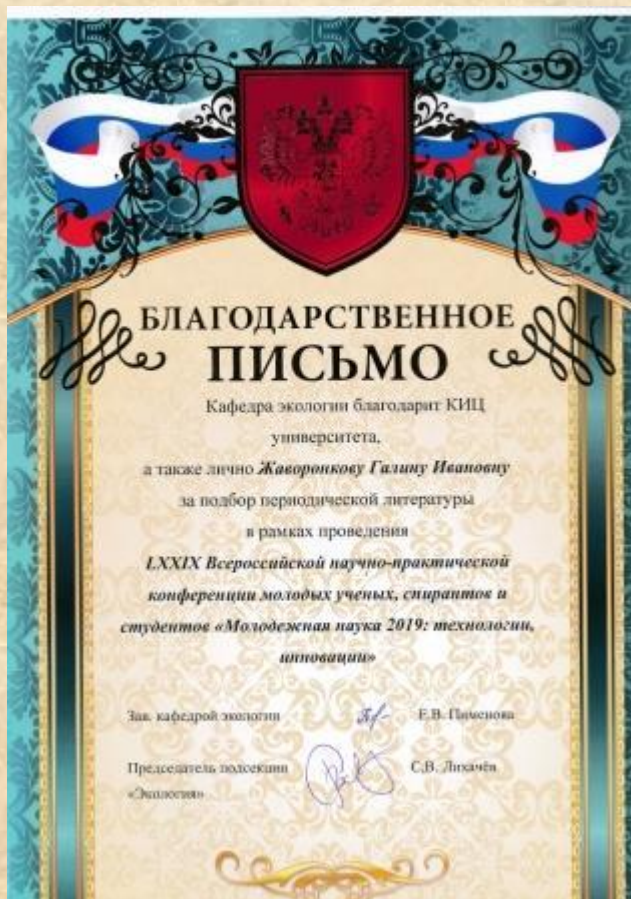 БЛАГОДАРСТВЕННОЕ
ПИСЬМО
Кафедра экологии благодарит КИЦ
университета,
а также лично Жаворонкову Галину Ивановну
за подбор периодической литературы
в рамках проведения
LXXIX Всероссийской научно-практической
конференции молодых ученых, спирантов и
студентов «Молодежная наука 2019: технологии,
инновации»
Зав. кафедрой экологии Е.В. Пименова
Председатель подсекции С.В. Лихачёв
«Экология»